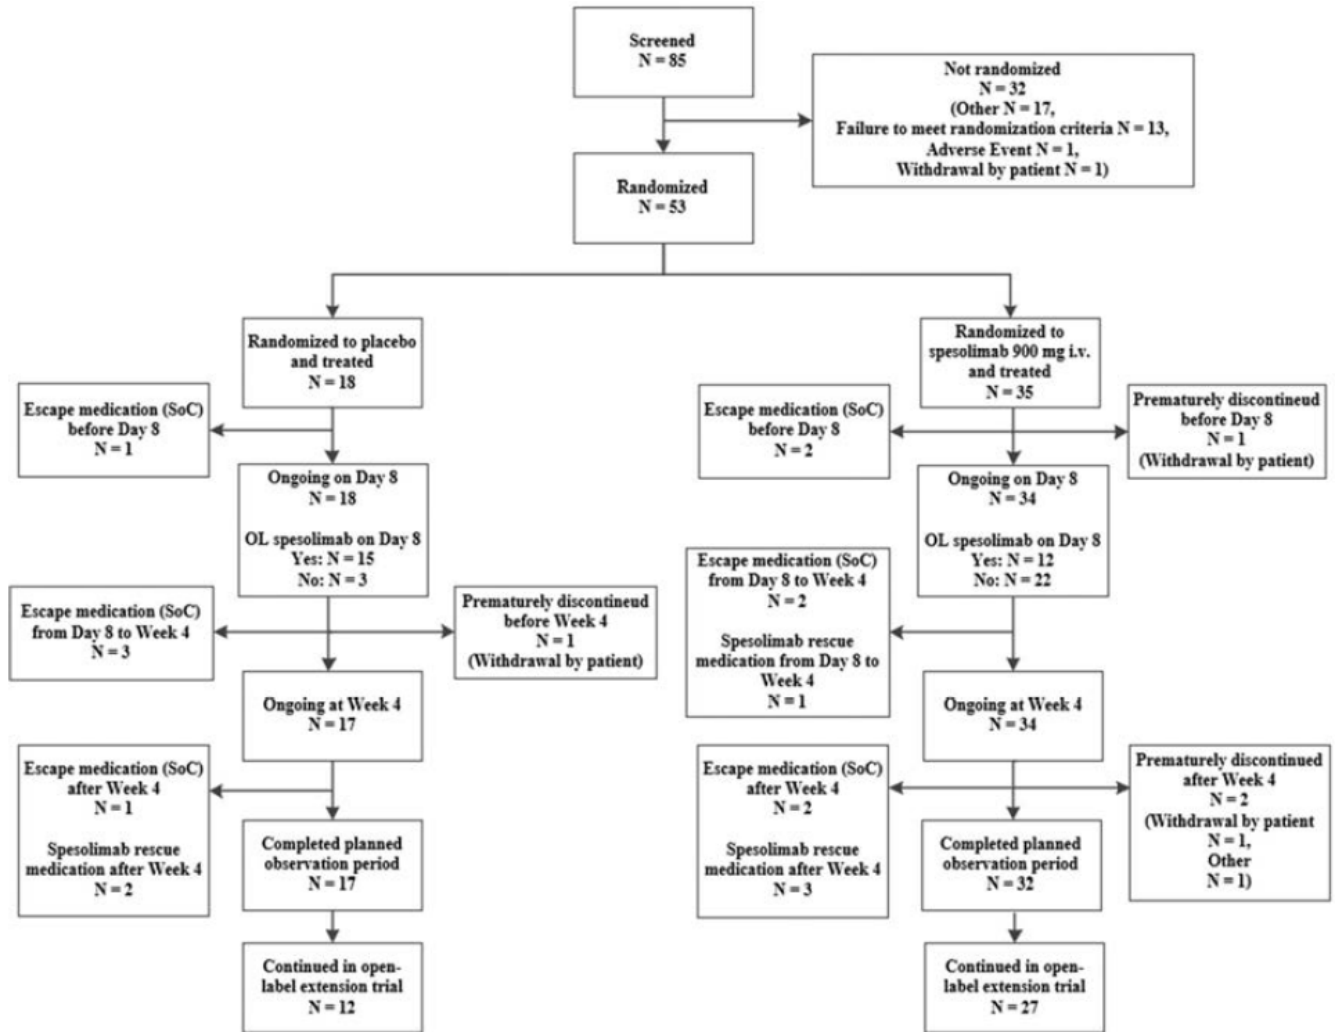 Screened
N = 85
Not randomized
N = 32
(Other N = 17,
Failure to meet randomization criteria N = 13,
Adverse Event N = 1,
Withdrawal by patient N = 1)
Randomized
N = 53
Randomized to placebo
and treated
N = 18
Escape medication (SoC)
before Day 8
N = 1
Ongoing on Day 8
N = 18
OL spesolimab on Day 8
Yes: N = 15
No: N = 3
Escape medication (SoC)
from Day 8 to Week 4
N = 3
Prematurely discontineud
before Week 4
N = 1
(Withdrawal by patient)
Ongoing at Week 4
N = 17
Escape medication (SoC)
after Week 4
N = 1
Spesolimab rescue
medication after Week 4
N = 2
Completed planned
observation period
N = 17
Continued in open-
label extension trial
N = 12
Randomized to
spesolimab 900 mg i.v.
and treated
N = 35
Escape medication (SoC)
before Day 8
N = 2
Prematurely discontineud
before Day 8
N = 1
(Withdrawal by patient)
Ongoing on Day 8
N = 34
OL spesolimab on Day 8
Yes: N = 12
No: N = 22
Escape medication (SoC)
from Day 8 to Week 4
N = 2
Spesolimab rescue
medication from Day 8 to
Week 4
N = 1
Ongoing at Week 4
N = 34
Escape medication (SoC)
after Week 4
N = 2
Spesolimab rescue
medication after Week 4
N = 3
Prematurely discontinued
after Week 4
N = 2
(Withdrawal by patient
N = 1,
Other
N = 1)
Completed planned
observation period
N = 32
Continued in open-
label extension trial
N = 27